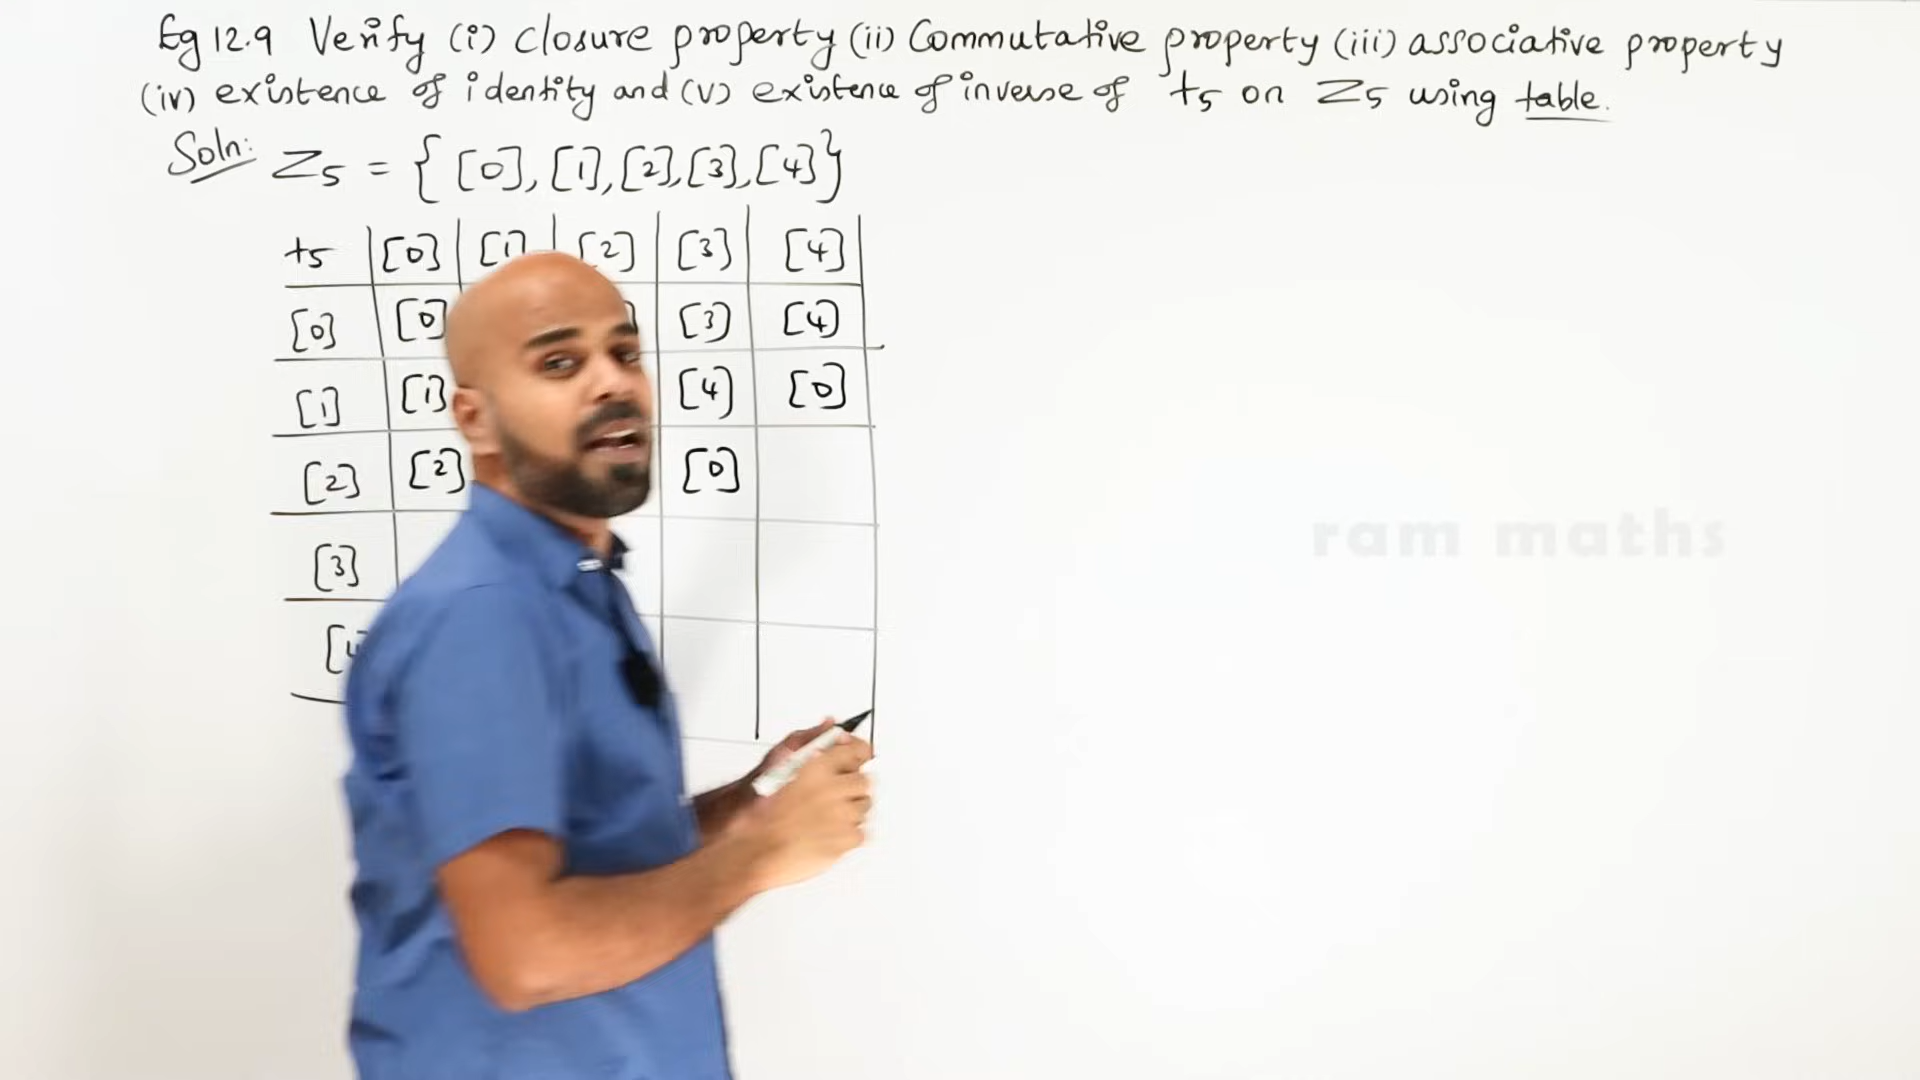 Eg 12.9 Verify (i) closure property (ii) Commutative property (iii) associative property
(iv) existence of identity and (v) existence of inverse of +5 on Z5 using table.
Soln: Z5 = { [0], [1], [2], [3], [4] }
+5 [0] [1] [2] [3] [4]
[0] [0] [3] [4]
[1] [1] [4] [0]
[2] [2] [0]
[3]
ram maths